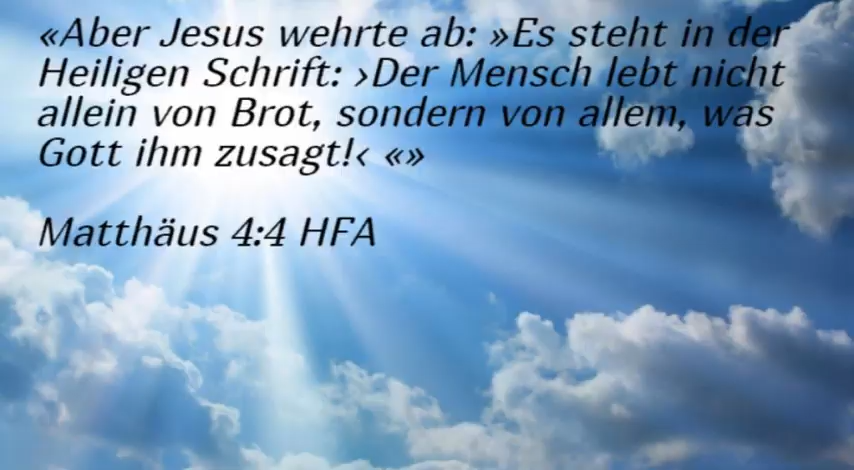 «Aber Jesus wehrte ab: »Es steht in der
Heiligen Schrift: ›Der Mensch lebt nicht
allein von Brot, sondern von allem, was
Gott ihm zusagt!‹ «»
Matthäus 4:4 HFA